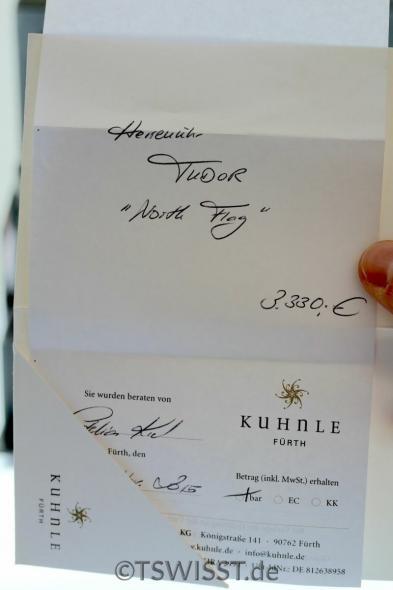 Herrenuhr
TUDOR
"North Flag"
3.330,- €
Sie wurden beraten von
KUHNLE
FÜRTH
Fürth, den
Betrag (inkl. MwSt.) erhalten
bar EC KK
KUHNLE
FÜRTH
KG Königstraße 141 · 90762 Fürth
.kuhnle.de · info@kuhnle.de
DE 812638958
©TSWISST.de